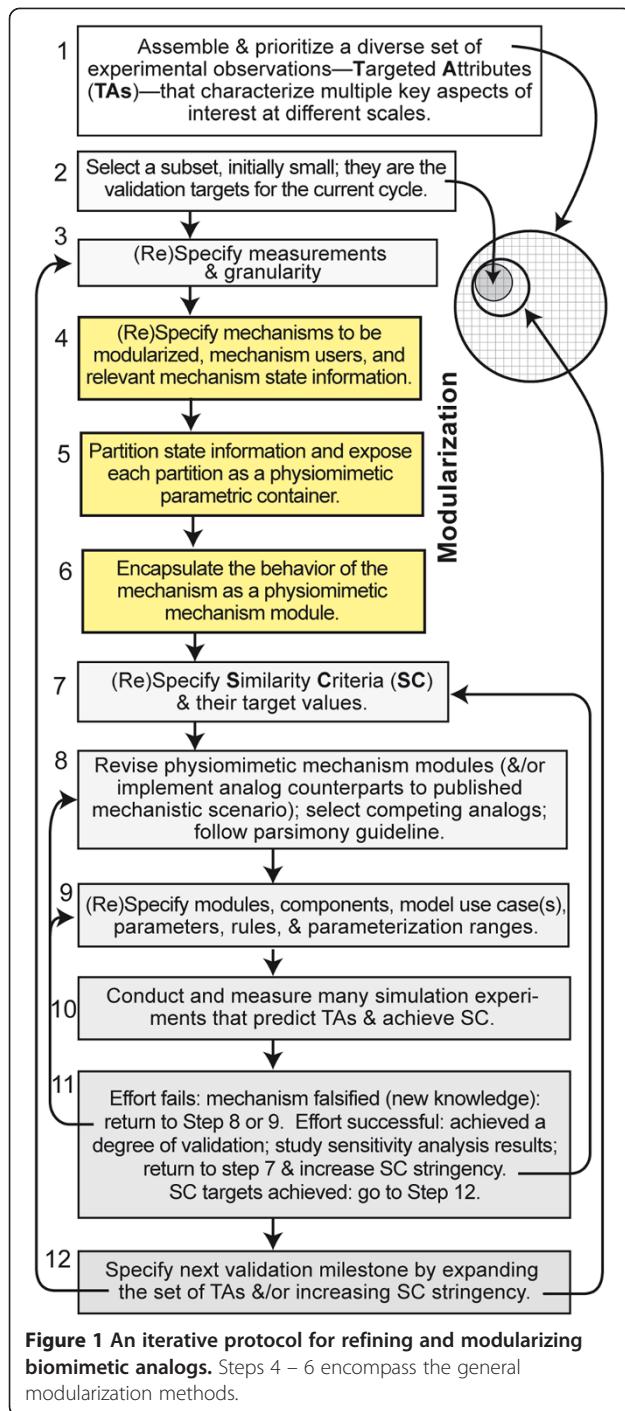 1
Assemble & prioritize a diverse set of
experimental observations—Targeted Attributes
(TAs)—that characterize multiple key aspects of
interest at different scales.
2
Select a subset, initially small; they are the
validation targets for the current cycle.
3
(Re)Specify measurements
& granularity
4
(Re)Specify mechanisms to be
modularized, mechanism users, and
relevant mechanism state information.
5
Partition state information and expose
each partition as a physiomimetic
parametric container.
6
Encapsulate the behavior of the
mechanism as a physiomimetic
mechanism module.
Modularization
7
(Re)Specify Similarity Criteria (SC)
& their target values.
8
Revise physiomimetic mechanism modules (&/or
implement analog counterparts to published
mechanistic scenario); select competing analogs;
follow parsimony guideline.
9
(Re)Specify modules, components, model use case(s),
parameters, rules, & parameterization ranges.
10
Conduct and measure many simulation experi-
ments that predict TAs & achieve SC.
11
Effort fails: mechanism falsified (new knowledge):
return to Step 8 or 9. Effort successful: achieved a
degree of validation; study sensitivity analysis results;
return to step 7 & increase SC stringency.
SC targets achieved: go to Step 12.
12
Specify next validation milestone by expanding
the set of TAs &/or increasing SC stringency.
Figure 1 An iterative protocol for refining and modularizing
biomimetic analogs. Steps 4 – 6 encompass the general
modularization methods.